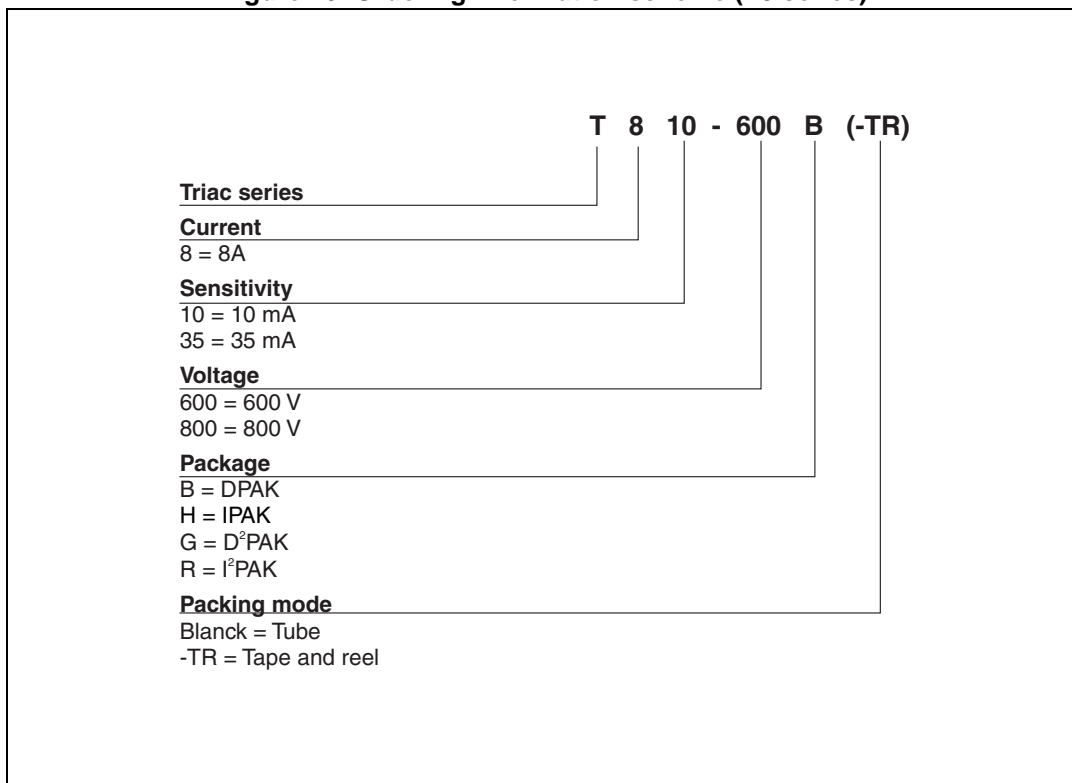 T 8 10 - 600 B (-TR)
Triac series
Current
8 = 8A
Sensitivity
10 = 10 mA
35 = 35 mA
Voltage
600 = 600 V
800 = 800 V
Package
B = DPAK
H = IPAK
G = D²PAK
R = I²PAK
Packing mode
Blanck = Tube
-TR = Tape and reel